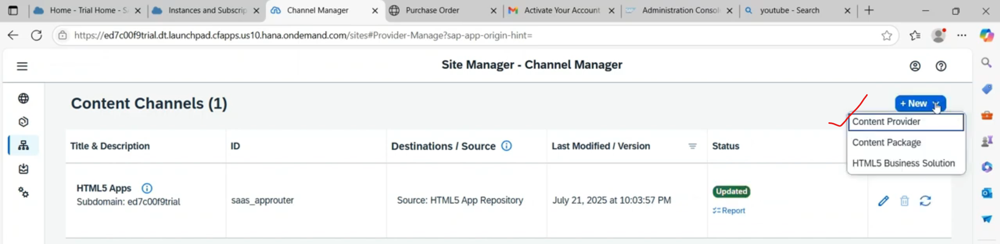 Home - Trial Home - S
Instances and Subscrip
Channel Manager
Purchase Order
Activate Your Account
Administration Consol
youtube - Search
https://ed7c00f9trial.dt.launchpad.cfapps.us10.hana.ondemand.com/sites#Provider-Manage?sap-app-origin-hint=
Site Manager - Channel Manager
Content Channels (1)
+ New
Content Provider
Content Package
HTML5 Business Solution
Title & Description
ID
Destinations / Source
Last Modified / Version
Status
HTML5 Apps
Subdomain: ed7c00f9trial
saas_approuter
Source: HTML5 App Repository
July 21, 2025 at 10:03:57 PM
Updated
Report